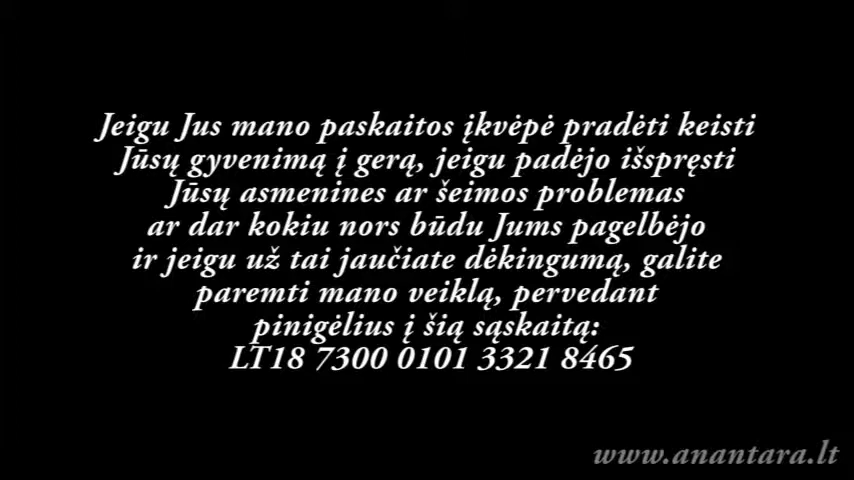 Jeigu Jus mano paskaitos įkvėpė pradėti keisti
Jūsų gyvenimą į gerą, jeigu padėjo išspręsti
Jūsų asmenines ar šeimos problemas
ar dar kokiu nors būdu Jums pagelbėjo
ir jeigu už tai jaučiate dėkingumą, galite
paremti mano veiklą, pervedant
pinigėlius į šią sąskaitą:
LT18 7300 0101 3321 8465
www.anantara.lt